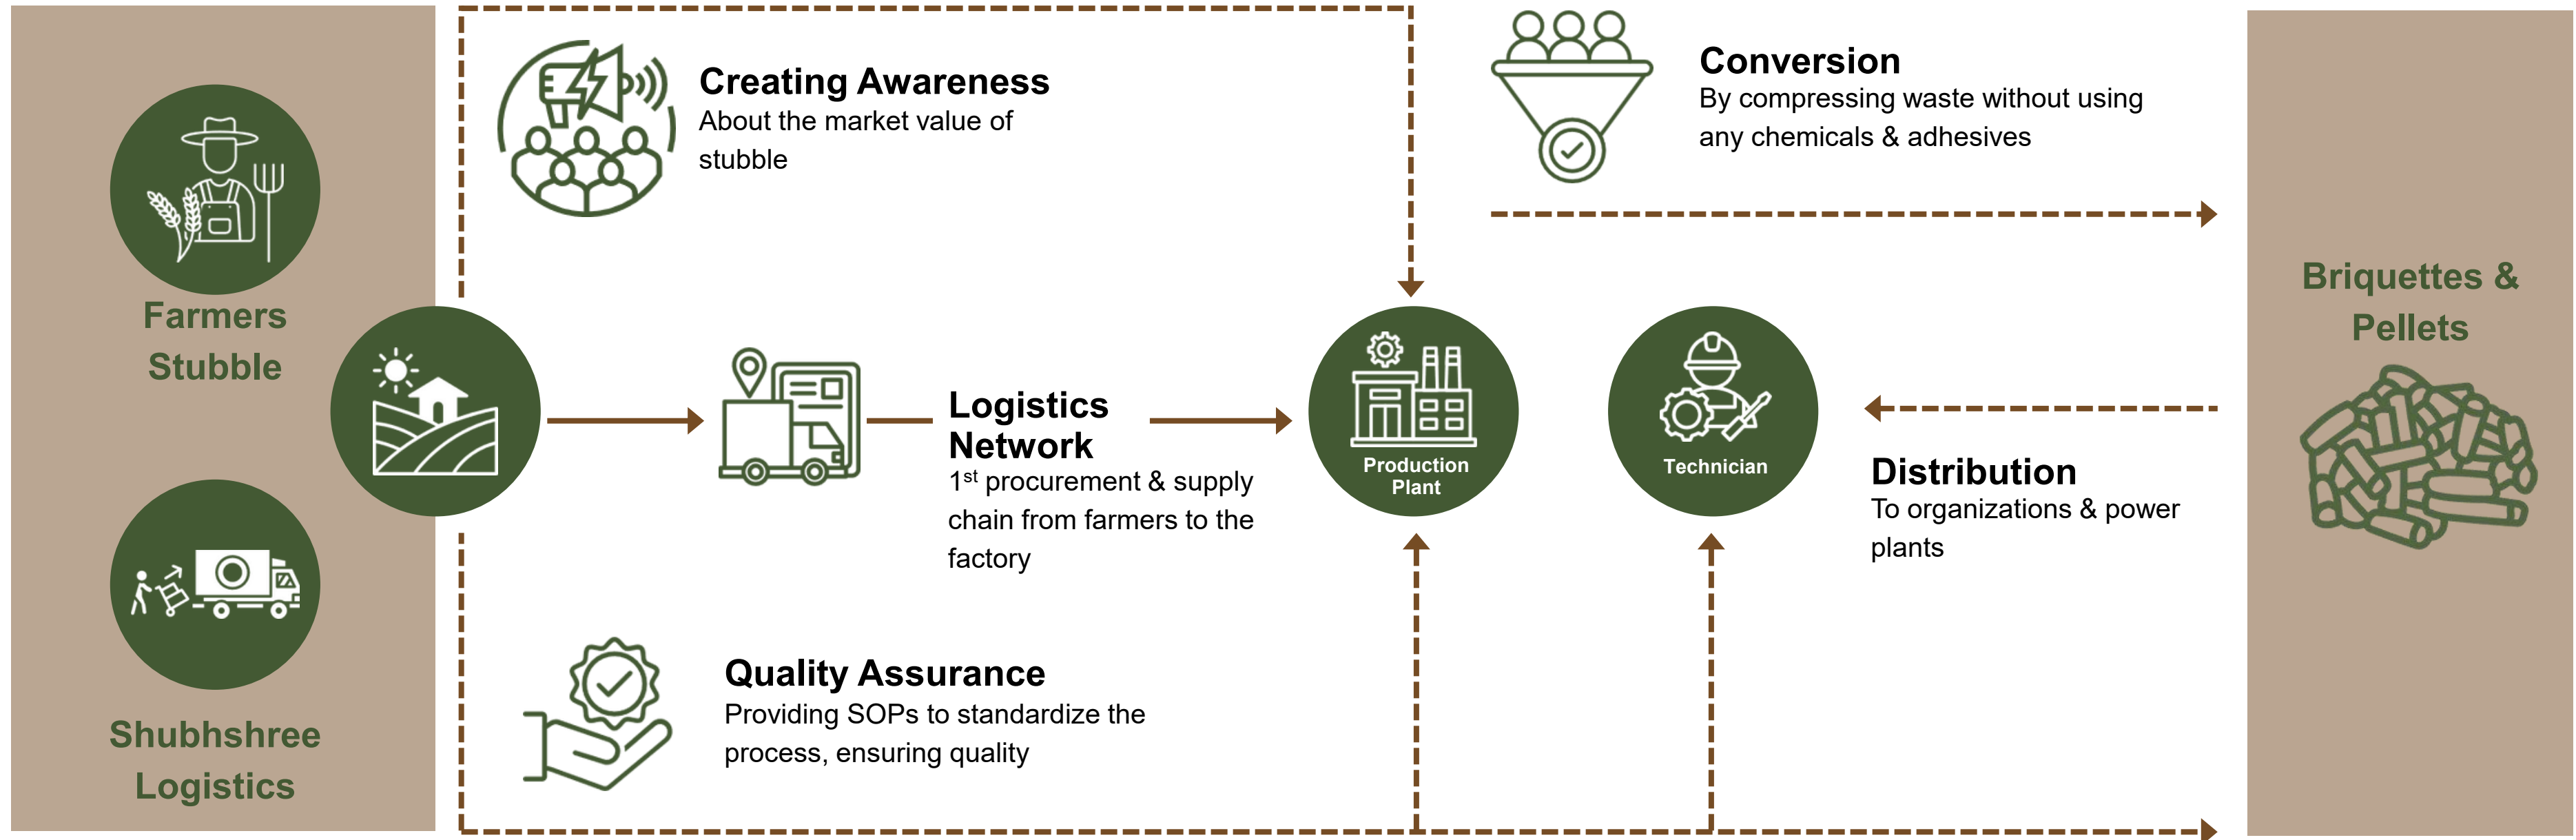 Farmers
Stubble
Shubhshree
Logistics
Creating Awareness
About the market value of
stubble
Logistics
Network
1st procurement & supply
chain from farmers to the
factory
Quality Assurance
Providing SOPs to standardize the
process, ensuring quality
Production
Plant
Technician
Conversion
By compressing waste without using
any chemicals & adhesives
Distribution
To organizations & power
plants
Briquettes &
Pellets